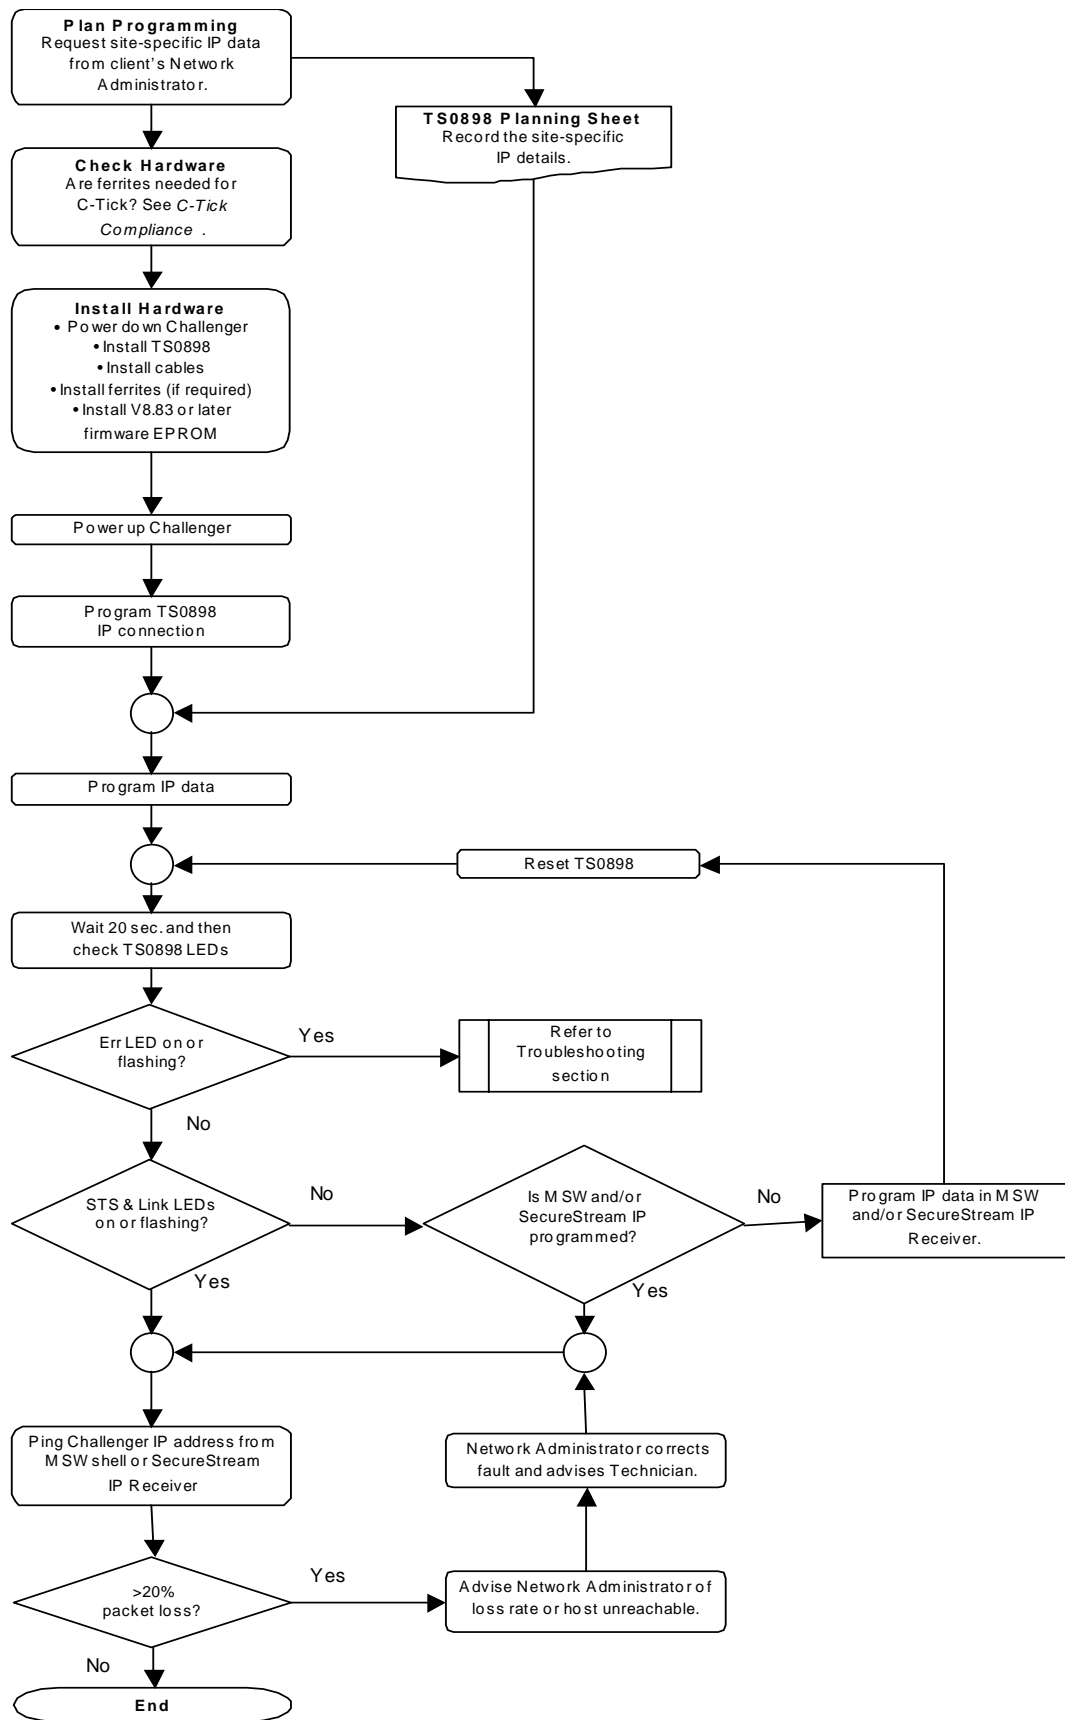 Plan Programming
Request site-specific IP data
from client's Network
Administrator.
TS0898 Planning Sheet
Record the site-specific
IP details.
Check Hardware
Are ferrites needed for
C-Tick? See C-Tick
Compliance .
Install Hardware
• Power down Challenger
• Install TS0898
• Install cables
• Install ferrites (if required)
• Install V8.83 or later
firmware EPROM
Power up Challenger
Program TS0898
IP connection
Program IP data
Reset TS0898
Wait 20 sec. and then
check TS0898 LEDs
Err LED on or
flashing?
Yes
Refer to
Troubleshooting
section
No
STS & Link LEDs
on or flashing?
No
Is MSW and/or
SecureStream IP
programmed?
No
Program IP data in MSW
and/or SecureStream IP
Receiver.
Yes
Yes
Ping Challenger IP address from
MSW shell or SecureStream
IP Receiver
Network Administrator corrects
fault and advises Technician.
>20%
packet loss?
Yes
Advise Network Administrator of
loss rate or host unreachable.
No
End